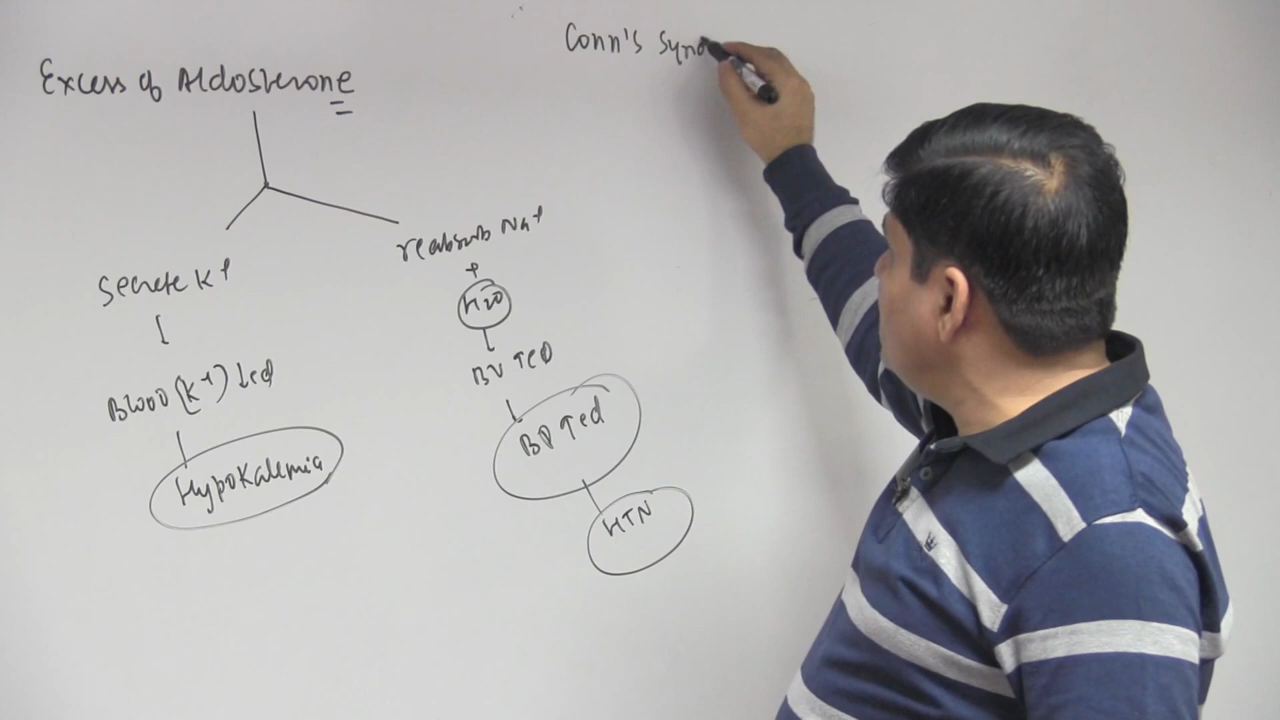 Conn's Synd
Excess of Aldosterone
Secrete K+
Blood (K+) ↓ed
Hypokalemia
reabsorb Na+
+
H2O
BV ↑ed
BP ↑ed
HTN